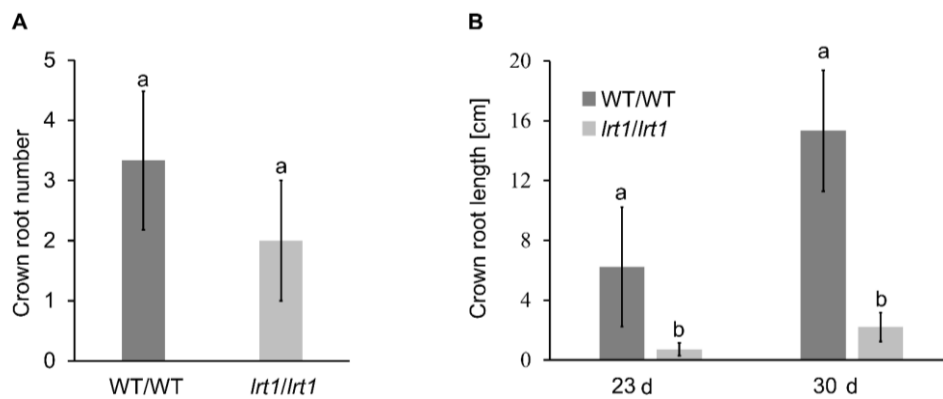 A
Crown root number
5
4
3
2
1
0
a
a
WT/WT
lrt1/lrt1
B
Crown root length [cm]
20
16
12
8
4
0
WT/WT
lrt1/lrt1
a
b
a
b
23 d
30 d